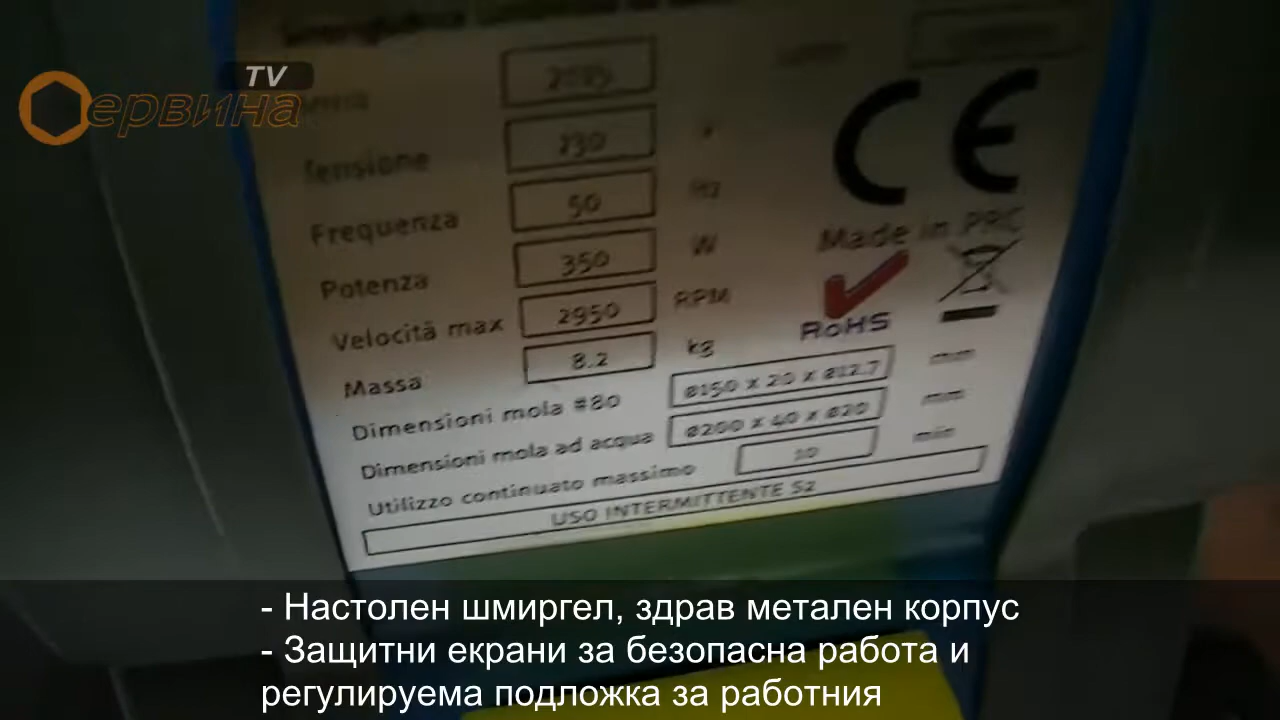 TV
Сервина
Tensione 230 V
Frequenza 50 Hz
Potenza 350 W
Velocità max 2950 RPM
Massa 8.2 kg
Dimensioni mola #80 ø150 x 20 x ø12.7 mm
Dimensioni mola ad acqua ø200 x 40 x ø20 mm
Utilizzo continuato massimo 10 min
USO INTERMITTENTE S2
CE
Made in PRC
RoHS
- Настолен шмиргел, здрав метален корпус
- Защитни екрани за безопасна работа и
регулируема подложка за работния